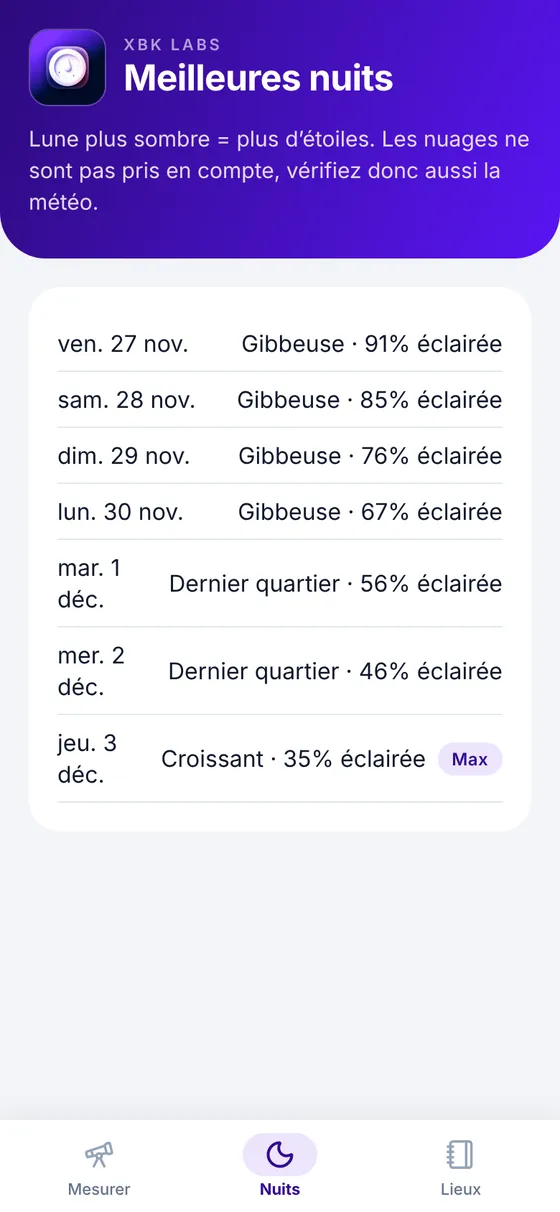 XBK LABS
Meilleures nuits
Lune plus sombre = plus d’étoiles. Les nuages ne
sont pas pris en compte, vérifiez donc aussi la
météo.
ven. 27 nov. Gibbeuse · 91% éclairée
sam. 28 nov. Gibbeuse · 85% éclairée
dim. 29 nov. Gibbeuse · 76% éclairée
lun. 30 nov. Gibbeuse · 67% éclairée
mar. 1
déc.
Dernier quartier · 56% éclairée
mer. 2
déc.
Dernier quartier · 46% éclairée
jeu. 3
déc.
Croissant · 35% éclairée Max
Mesurer Nuits Lieux